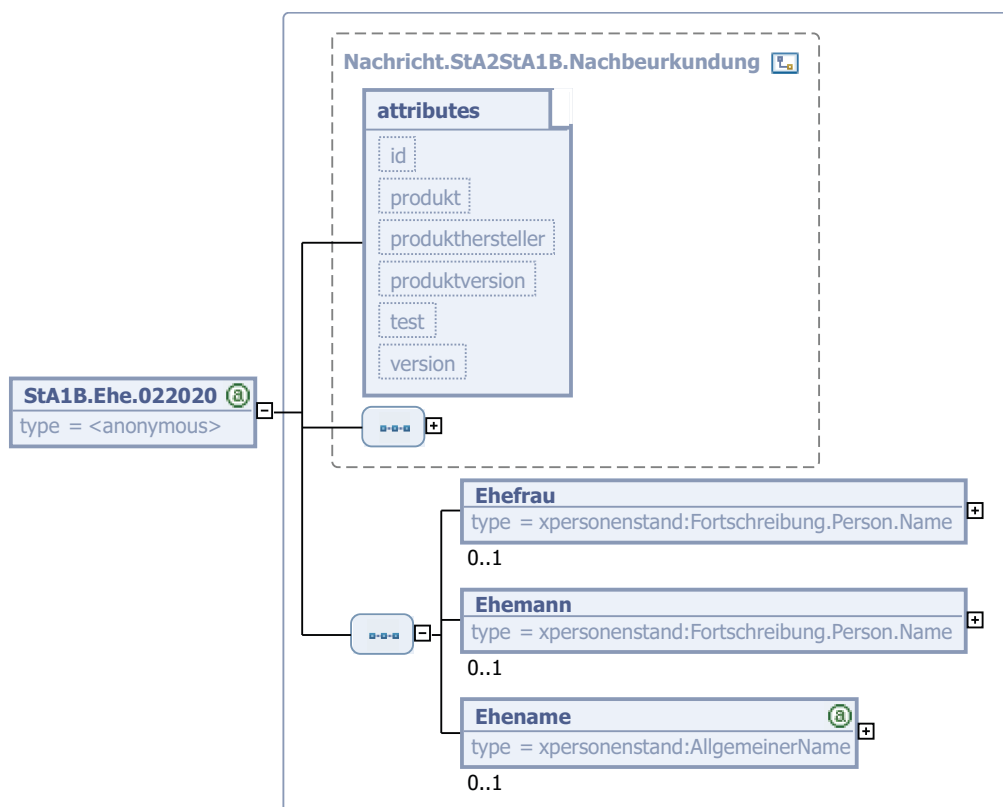 Nachricht.StA2StA1B.Nachbeurkundung
attributes
id
produkt
produkthersteller
produktversion
test
version
StA1B.Ehe.022020 @
type = <anonymous>
Ehefrau
type = xpersonenstand:Fortschreibung.Person.Name
0..1
Ehemann
type = xpersonenstand:Fortschreibung.Person.Name
0..1
Ehename @
type = xpersonenstand:AllgemeinerName
0..1